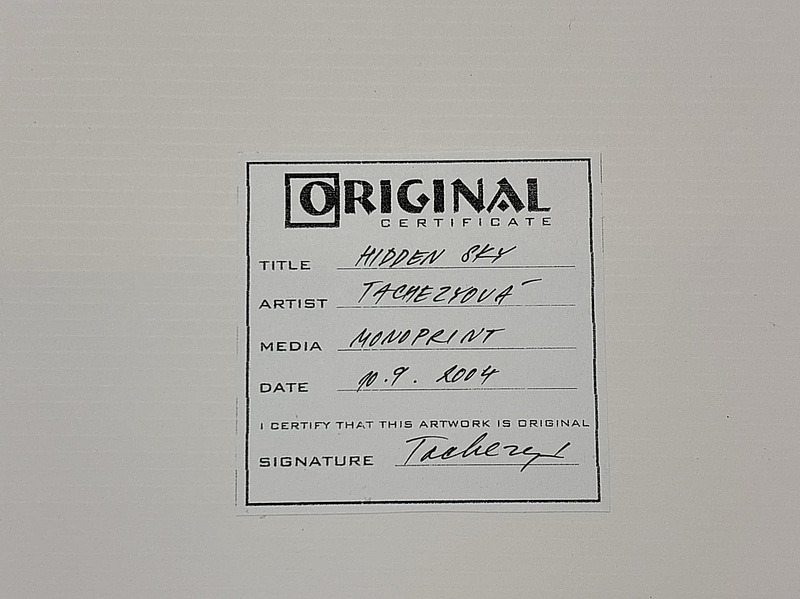 ORIGINAL
CERTIFICATE
TITLE HIDDEN SKY
ARTIST TACHEZYOVÁ
MEDIA MONOPRINT
DATE 10.9. 2004
I CERTIFY THAT THIS ARTWORK IS ORIGINAL
SIGNATURE